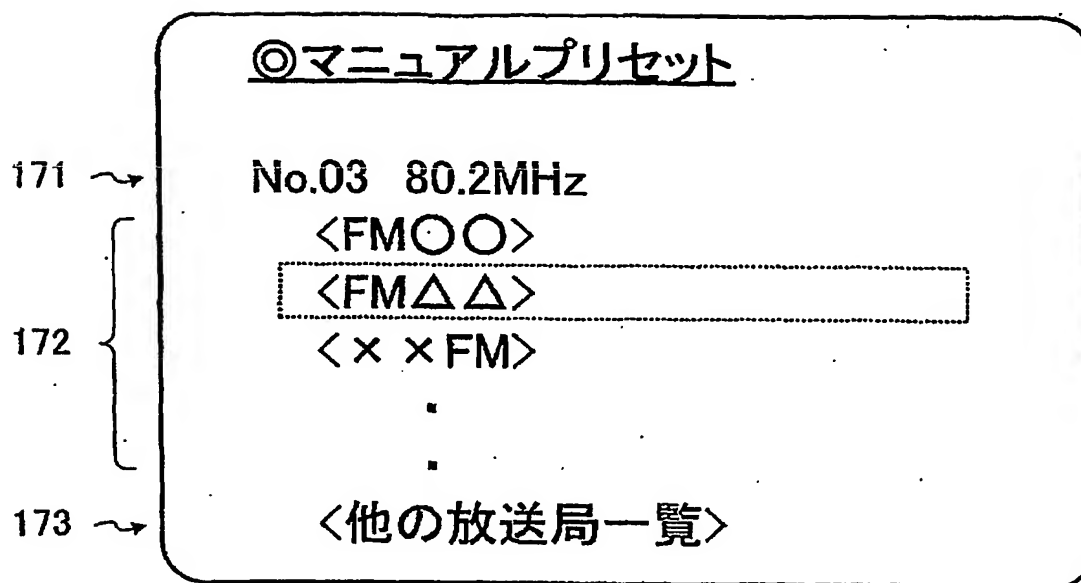 ◎マニュアルプリセット
171
No.03 80.2MHz
<FM○○>
<FM△△>
172
<××FM>
173
<他の放送局一覧>